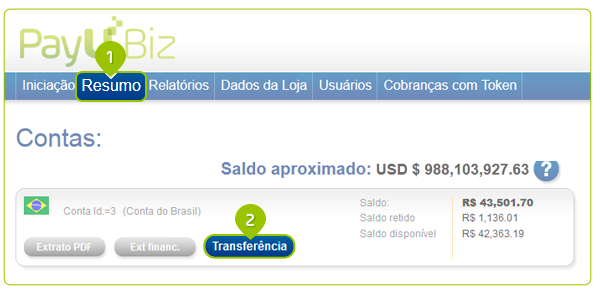 PayU Biz
1
Iniciação Resumo Relatórios Dados da Loja Usuários Cobranças com Token
Contas:
Saldo aproximado: USD $ 988,103,927.63 ?
Conta Id.=3 (Conta do Brasil)
Saldo: R$ 43,501.70
Saldo retido R$ 1,136.01
Saldo disponível R$ 42,363.19
2
Extrato PDF Ext financ. Transferência